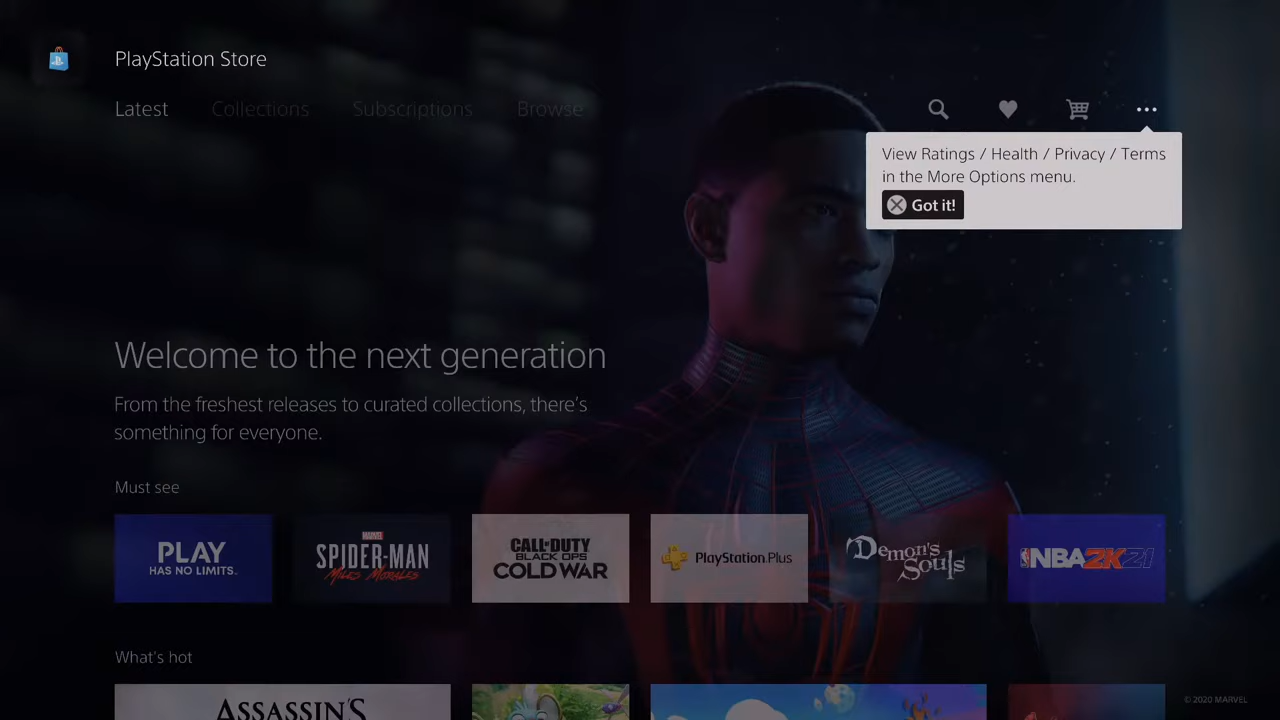 PlayStation Store
Latest
Collections
Subscriptions
Browse
View Ratings / Health / Privacy / Terms
in the More Options menu.
Got it!
Welcome to the next generation
From the freshest releases to curated collections, there's
something for everyone.
Must see
PLAY
HAS NO LIMITS™
MARVEL
SPIDER-MAN
MILES MORALES
CALL OF DUTY
BLACK OPS
COLD WAR
PlayStation Plus
Demon's
Souls
NBA 2K21
What's hot
ASSASSIN'S
© 2020 MARVEL